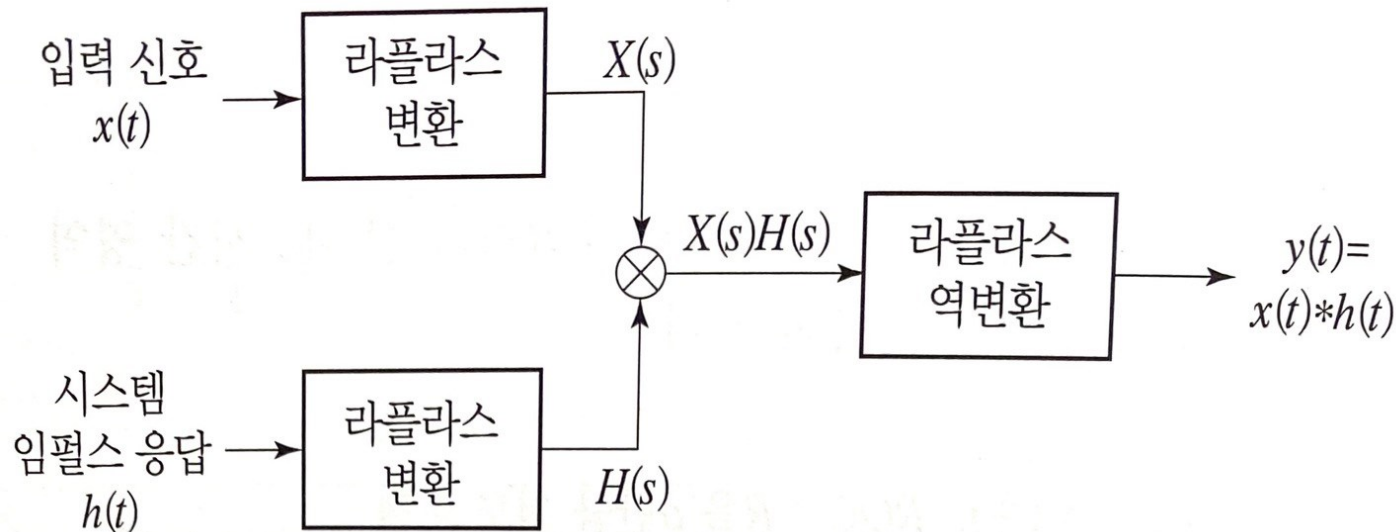 입력 신호
x(t)
라플라스
변환
X(s)
X(s)H(s)
라플라스
역변환
y(t)=
x(t)*h(t)
시스템
임펄스 응답
h(t)
라플라스
변환
H(s)